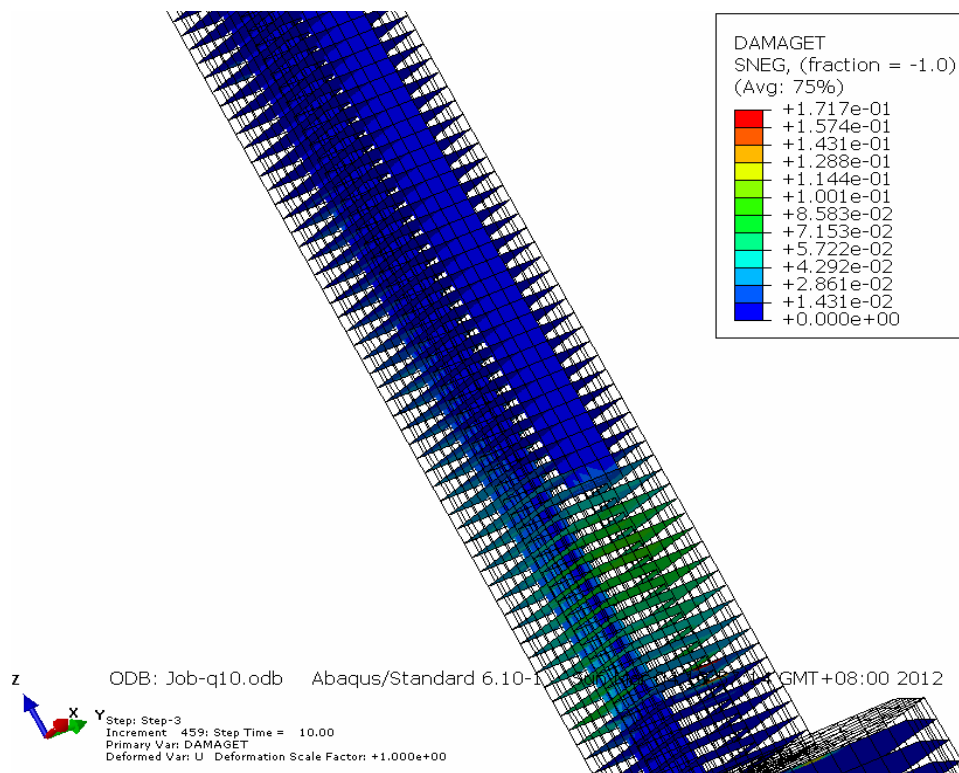 DAMAGET
SNEG, (fraction = -1.0)
(Avg: 75%)
+1.717e-01
+1.574e-01
+1.431e-01
+1.288e-01
+1.144e-01
+1.001e-01
+8.583e-02
+7.153e-02
+5.722e-02
+4.292e-02
+2.861e-02
+1.431e-02
+0.000e+00
ODB: Job-q10.odb Abaqus/Standard 6.10-1 GMT+08:00 2012
Z
X
Y
Step: Step-3
Increment 459: Step Time = 10.00
Primary Var: DAMAGET
Deformed Var: U Deformation Scale Factor: +1.000e+00